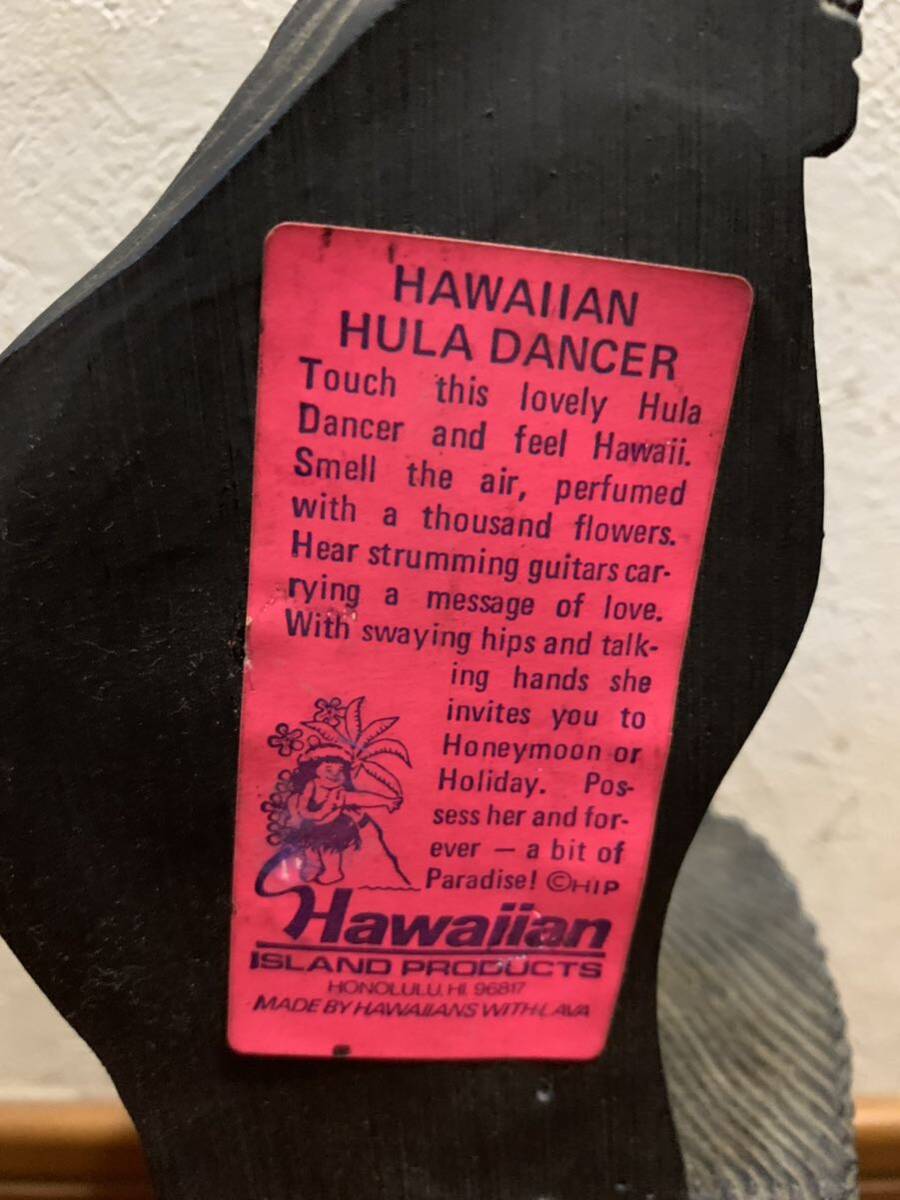 HAWAIIAN
HULA DANCER
Touch this lovely Hula
Dancer and feel Hawaii.
Smell the air, perfumed
with a thousand flowers.
Hear strumming guitars car-
rying a message of love.
With swaying hips and talk-
ing hands she
invites you to
Honeymoon or
Holiday. Pos-
sess her and for-
ever — a bit of
Paradise! ©HIP
Hawaiian
ISLAND PRODUCTS
HONOLULU, HI. 96817
MADE BY HAWAIIANS WITH LAVA